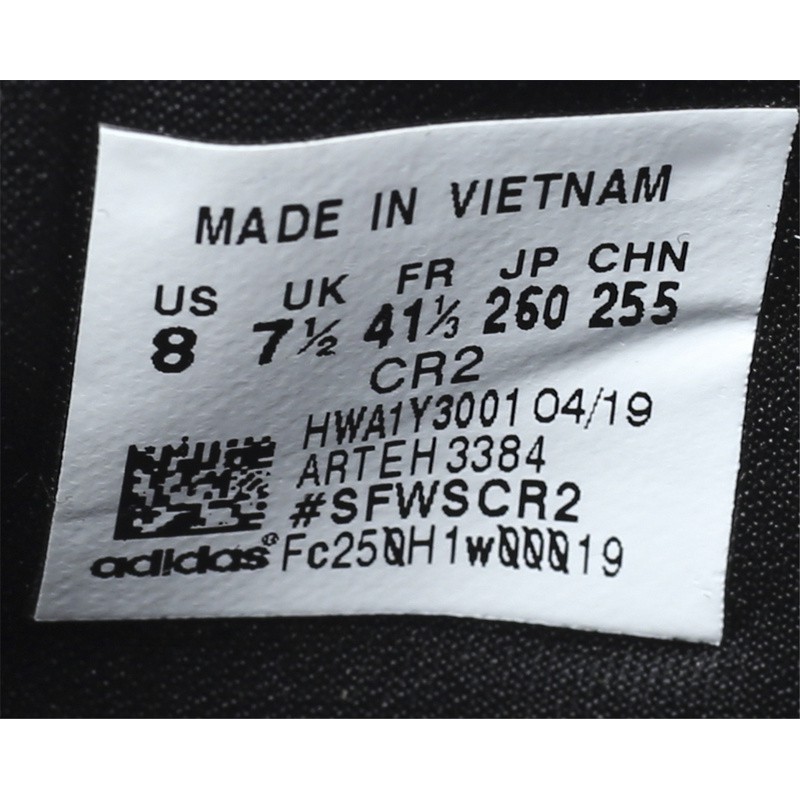 MADE IN VIETNAM
US UK FR JP CHN
8 7½ 41⅓ 260 255
CR2
HWA1Y3001 04/19
ARTEH3384
#SFWSCR2
adidas® Fc250H1w00019